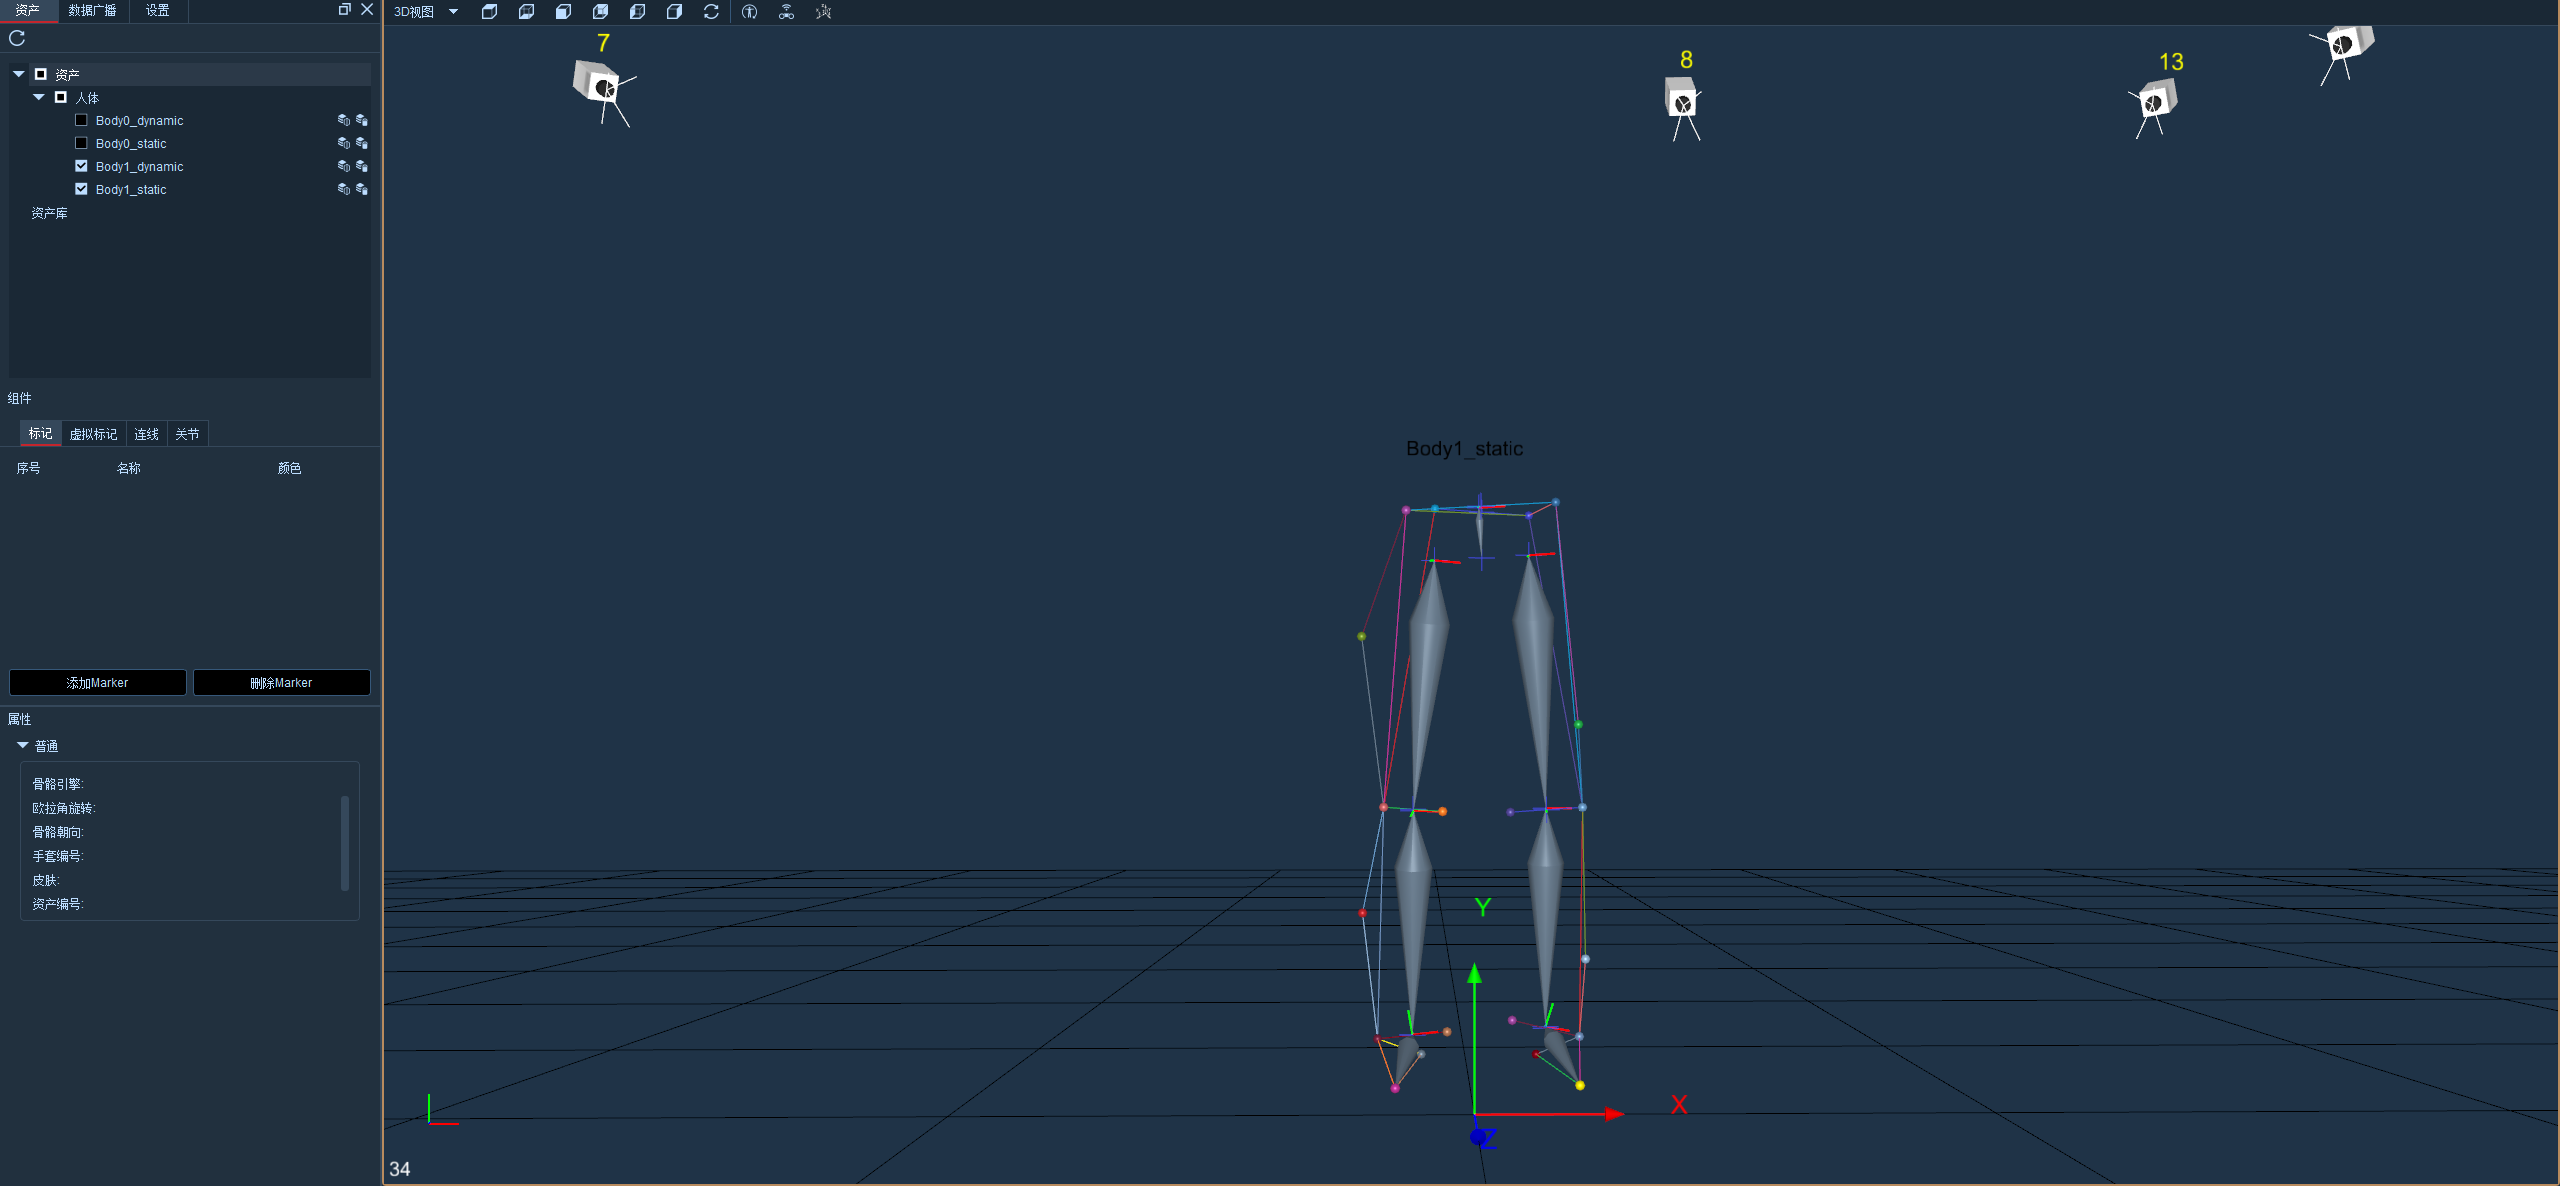 资产 数据广播 设置
3D视图
资产
人体
Body0_dynamic
Body0_static
Body1_dynamic
Body1_static
资产库
组件
标记 虚拟标记 连线 关节
序号 名称 颜色
添加Marker 删除Marker
属性
普通
骨骼引擎:
欧拉角旋转:
骨骼朝向:
手套编号:
皮肤:
资产编号:
7
8
13
Body1_static
Y
X
Z
34